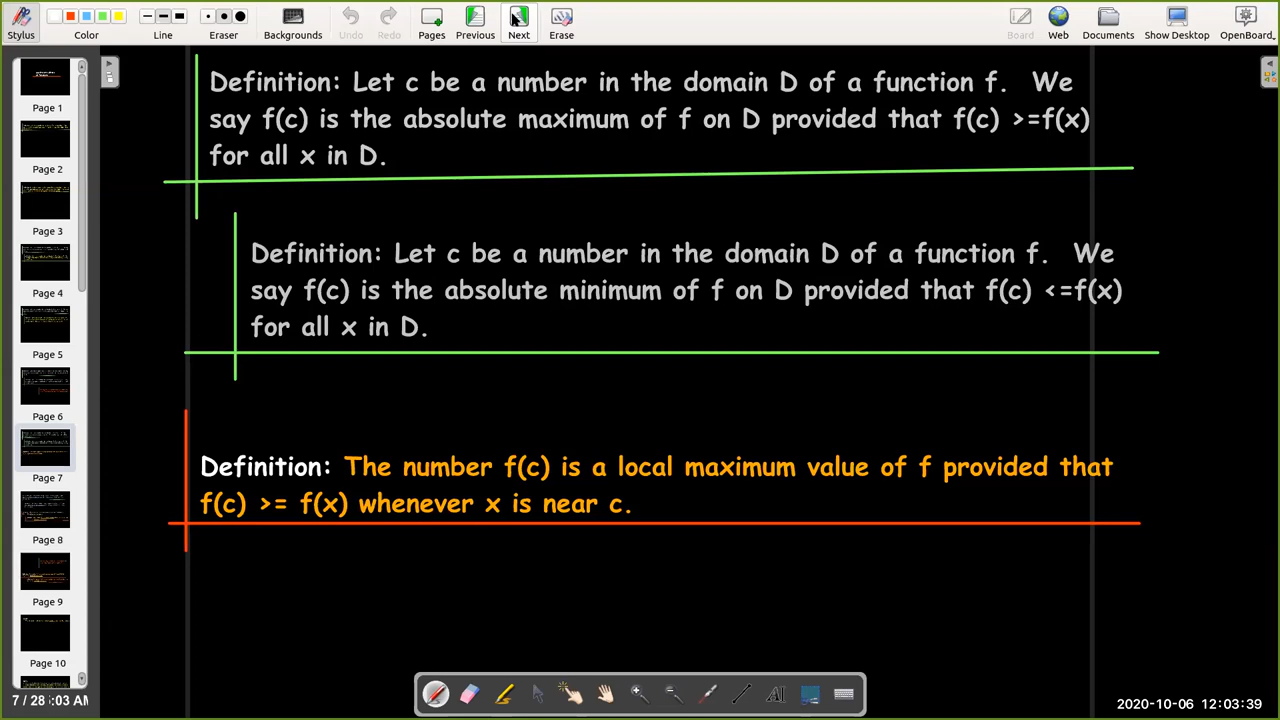 Stylus
Color
Line
Eraser
Backgrounds
Undo
Redo
Pages
Previous
Next
Erase
Board
Web
Documents
Show Desktop
OpenBoard
Page 1
Page 2
Page 3
Page 4
Page 5
Page 6
Page 7
Page 8
Page 9
Page 10
7 / 28
:03 AM
Definition: Let c be a number in the domain D of a function f. We
say f(c) is the absolute maximum of f on D provided that f(c) >=f(x)
for all x in D.
Definition: Let c be a number in the domain D of a function f. We
say f(c) is the absolute minimum of f on D provided that f(c) <=f(x)
for all x in D.
Definition: The number f(c) is a local maximum value of f provided that
f(c) >= f(x) whenever x is near c.
AI
2020-10-06 12:03:39